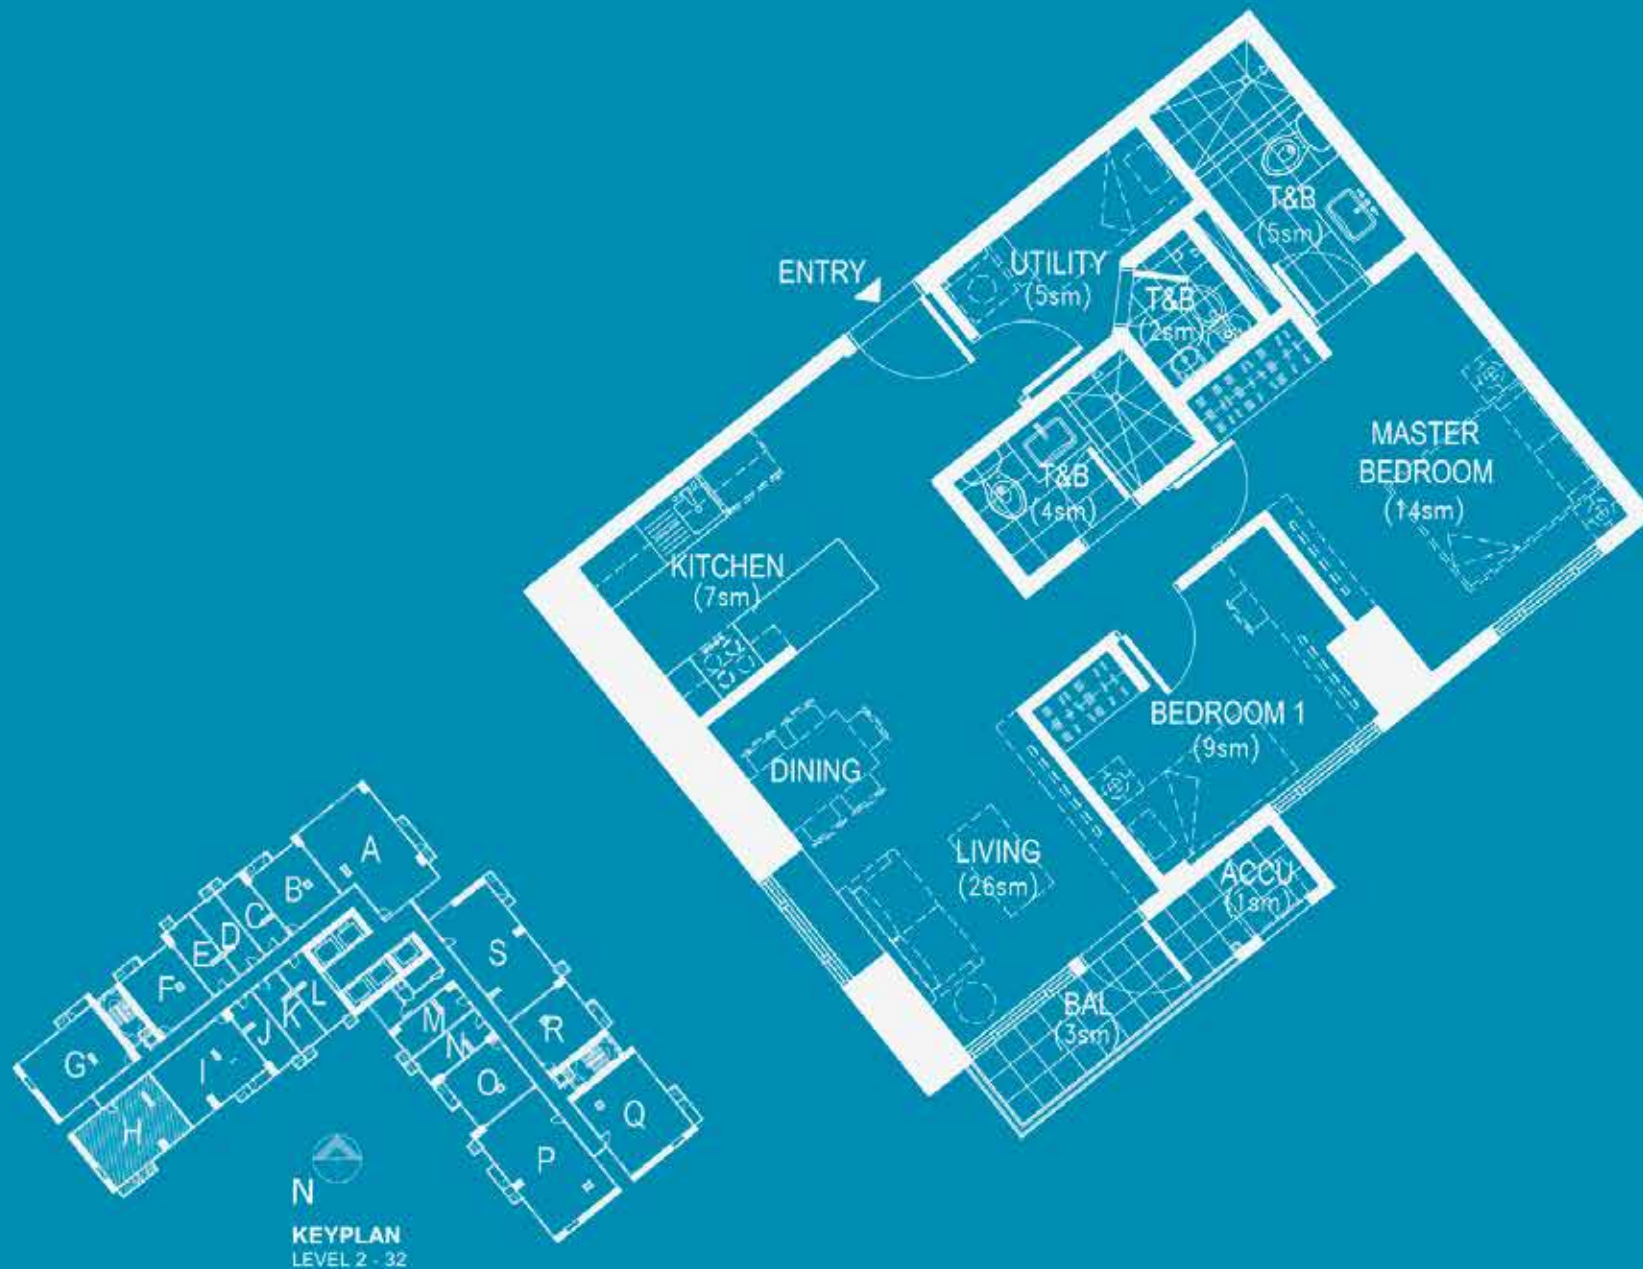 ENTRY
UTILITY
(5sm)
T&B
(5sm)
T&B
(2sm)
T&B
(4sm)
MASTER
BEDROOM
(14sm)
KITCHEN
(7sm)
BEDROOM 1
(9sm)
DINING
LIVING
(26sm)
ACCU
(1sm)
BAL
(3sm)
A
B
C
D
E
F
G
H
I
J
K
L
M
N
O
P
Q
R
S
N
KEYPLAN
LEVEL 2 - 32